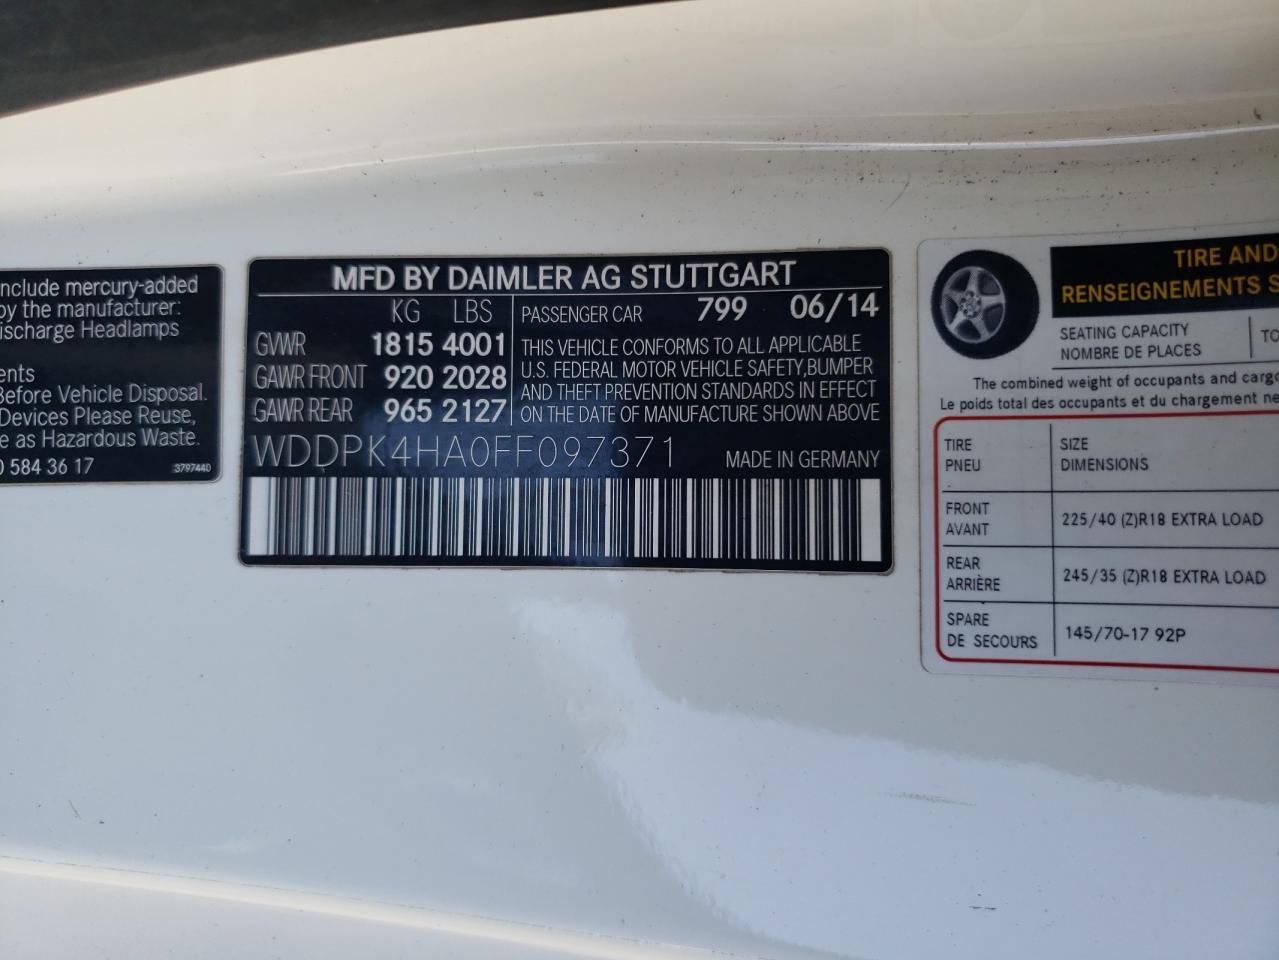 nclude mercury-added
by the manufacturer:
ischarge Headlamps
ents
Before Vehicle Disposal.
Devices Please Reuse,
e as Hazardous Waste.
0 584 36 17
3797440
MFD BY DAIMLER AG STUTTGART
KG LBS
GVWR 1815 4001
GAWR FRONT 920 2028
GAWR REAR 965 2127
PASSENGER CAR 799 06/14
THIS VEHICLE CONFORMS TO ALL APPLICABLE
U.S. FEDERAL MOTOR VEHICLE SAFETY,BUMPER
AND THEFT PREVENTION STANDARDS IN EFFECT
ON THE DATE OF MANUFACTURE SHOWN ABOVE
WDDPK4HA0FF097371 MADE IN GERMANY
TIRE AND
RENSEIGNEMENTS S
SEATING CAPACITY
NOMBRE DE PLACES
TO
The combined weight of occupants and cargo
Le poids total des occupants et du chargement ne
TIRE
PNEU
SIZE
DIMENSIONS
FRONT
AVANT
225/40 (Z)R18 EXTRA LOAD
REAR
ARRIÈRE
245/35 (Z)R18 EXTRA LOAD
SPARE
DE SECOURS
145/70-17 92P